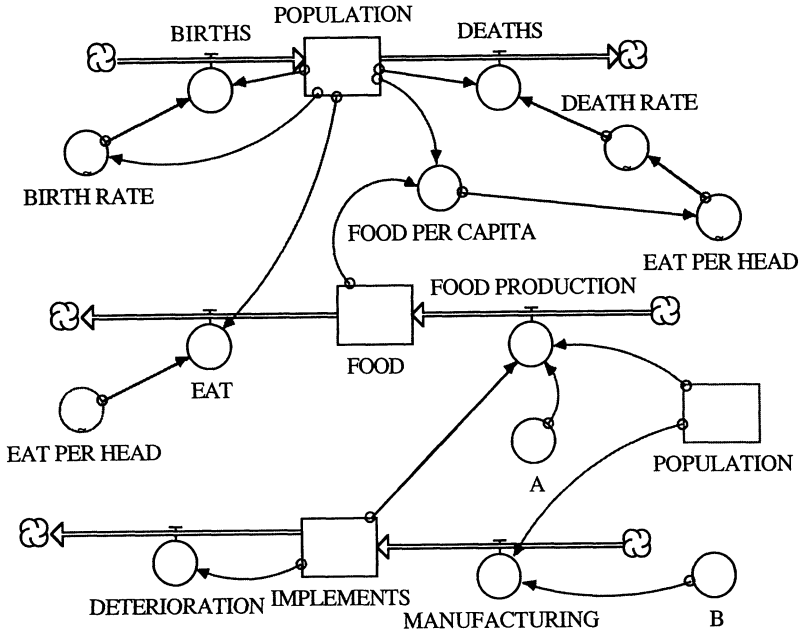 POPULATION
BIRTHS
DEATHS
DEATH RATE
BIRTH RATE
FOOD PER CAPITA
EAT PER HEAD
FOOD PRODUCTION
FOOD
EAT
EAT PER HEAD
POPULATION
A
DETERIORATION
IMPLEMENTS
MANUFACTURING
B